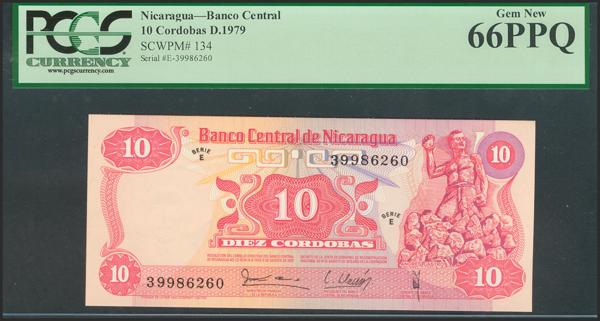 PCGS
CURRENCY
www.pcgscurrency.com
Nicaragua—Banco Central
10 Cordobas D.1979
SCWPM# 134
Serial #E-39986260
Gem New
66PPQ
Banco Central de Nicaragua
10
SERIE
E
39986260
10
10
SERIE
E
DIEZ CORDOBAS
10
39986260
10